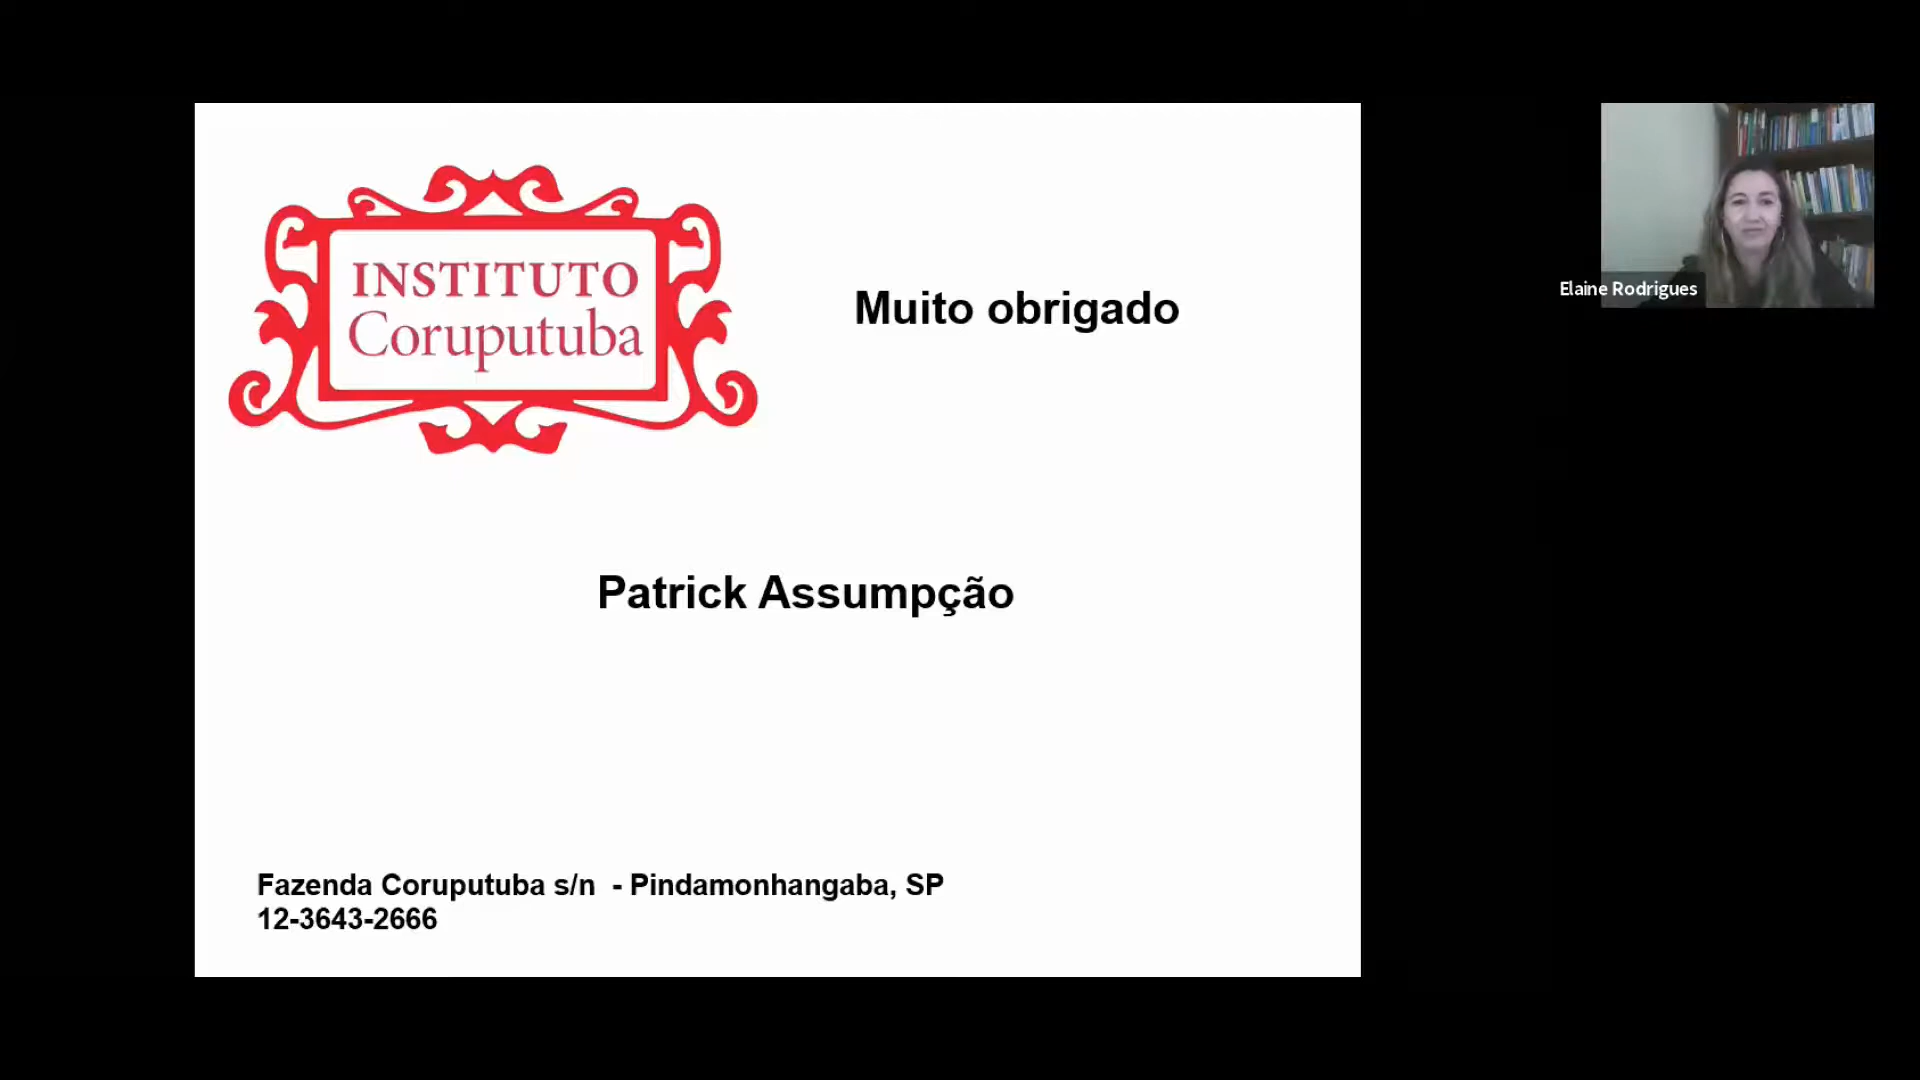 INSTITUTO
Coruputuba
Muito obrigado
Elaine Rodrigues
Patrick Assumpção
Fazenda Coruputuba s/n  - Pindamonhangaba, SP
12-3643-2666